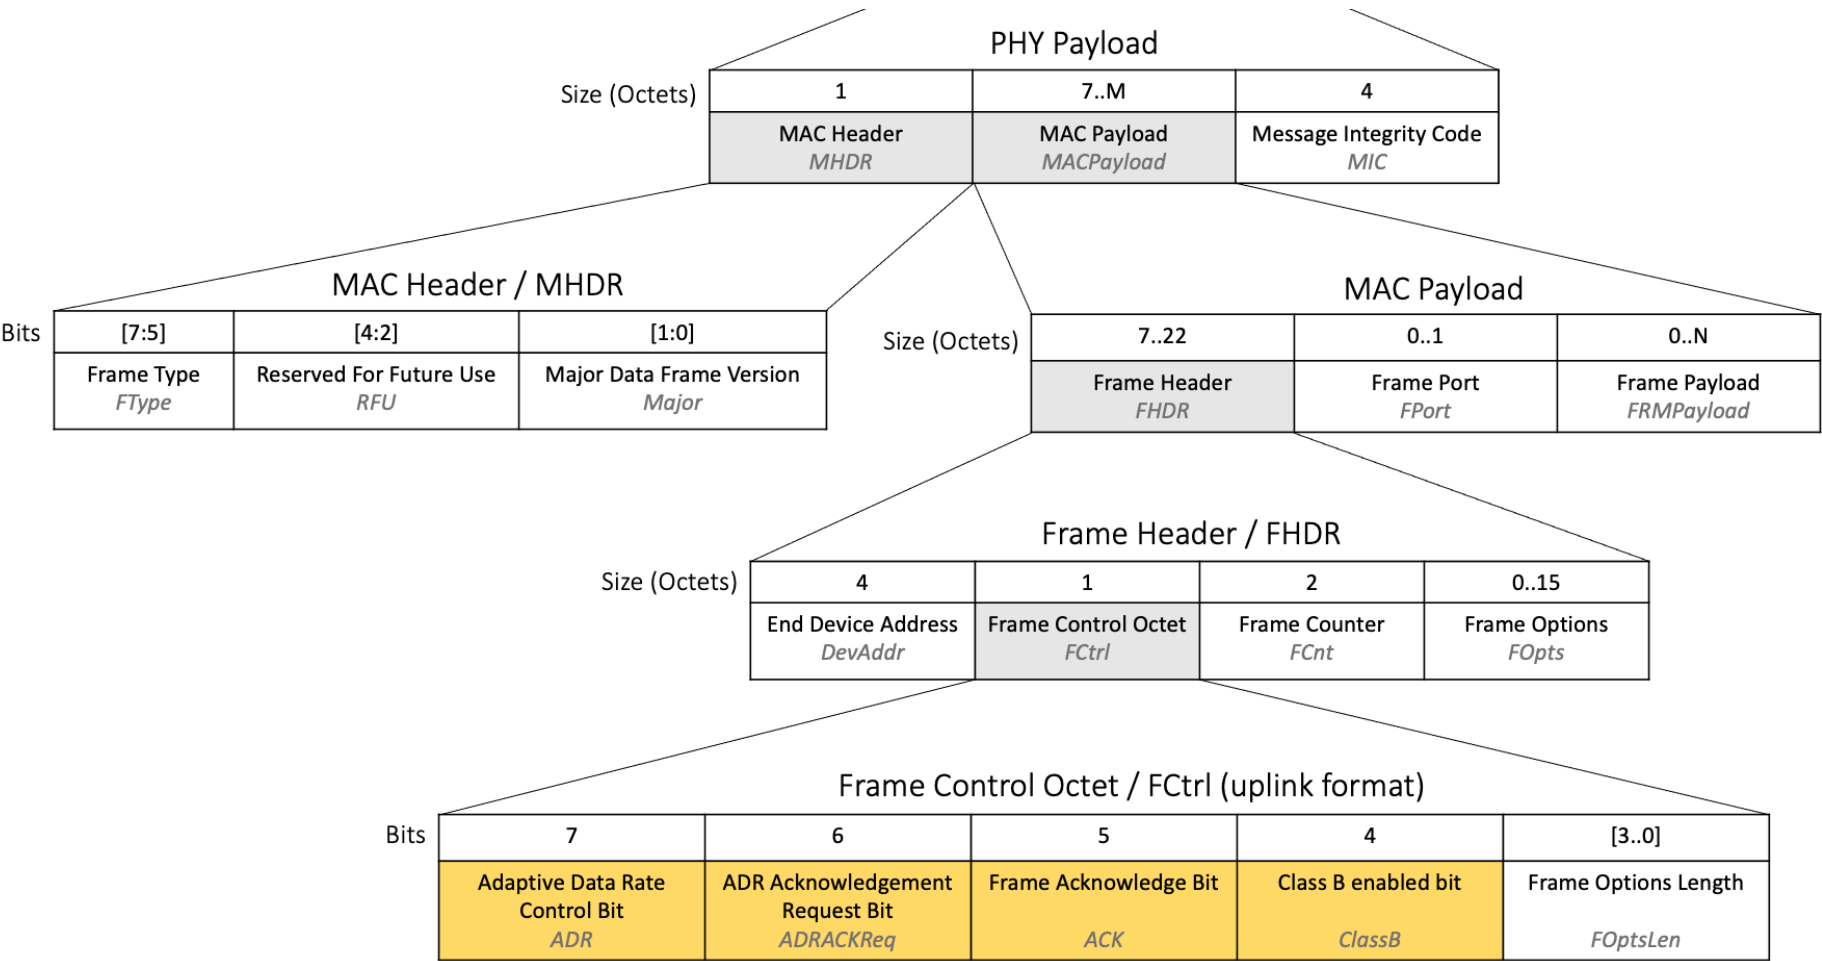 PHY Payload
Size (Octets) 1 7..M 4
MAC Header MAC Payload Message Integrity Code
MHDR MACPayload MIC
MAC Header / MHDR
Bits [7:5] [4:2] [1:0]
Frame Type Reserved For Future Use Major Data Frame Version
FType RFU Major
MAC Payload
Size (Octets) 7..22 0..1 0..N
Frame Header Frame Port Frame Payload
FHDR FPort FRMPayload
Frame Header / FHDR
Size (Octets) 4 1 2 0..15
End Device Address Frame Control Octet Frame Counter Frame Options
DevAddr FCtrl FCnt FOpts
Frame Control Octet / FCtrl (uplink format)
Bits 7 6 5 4 [3..0]
Adaptive Data Rate ADR Acknowledgement Frame Acknowledge Bit Class B enabled bit Frame Options Length
Control Bit Request Bit
ADR ADRACKReq ACK ClassB FOptsLen